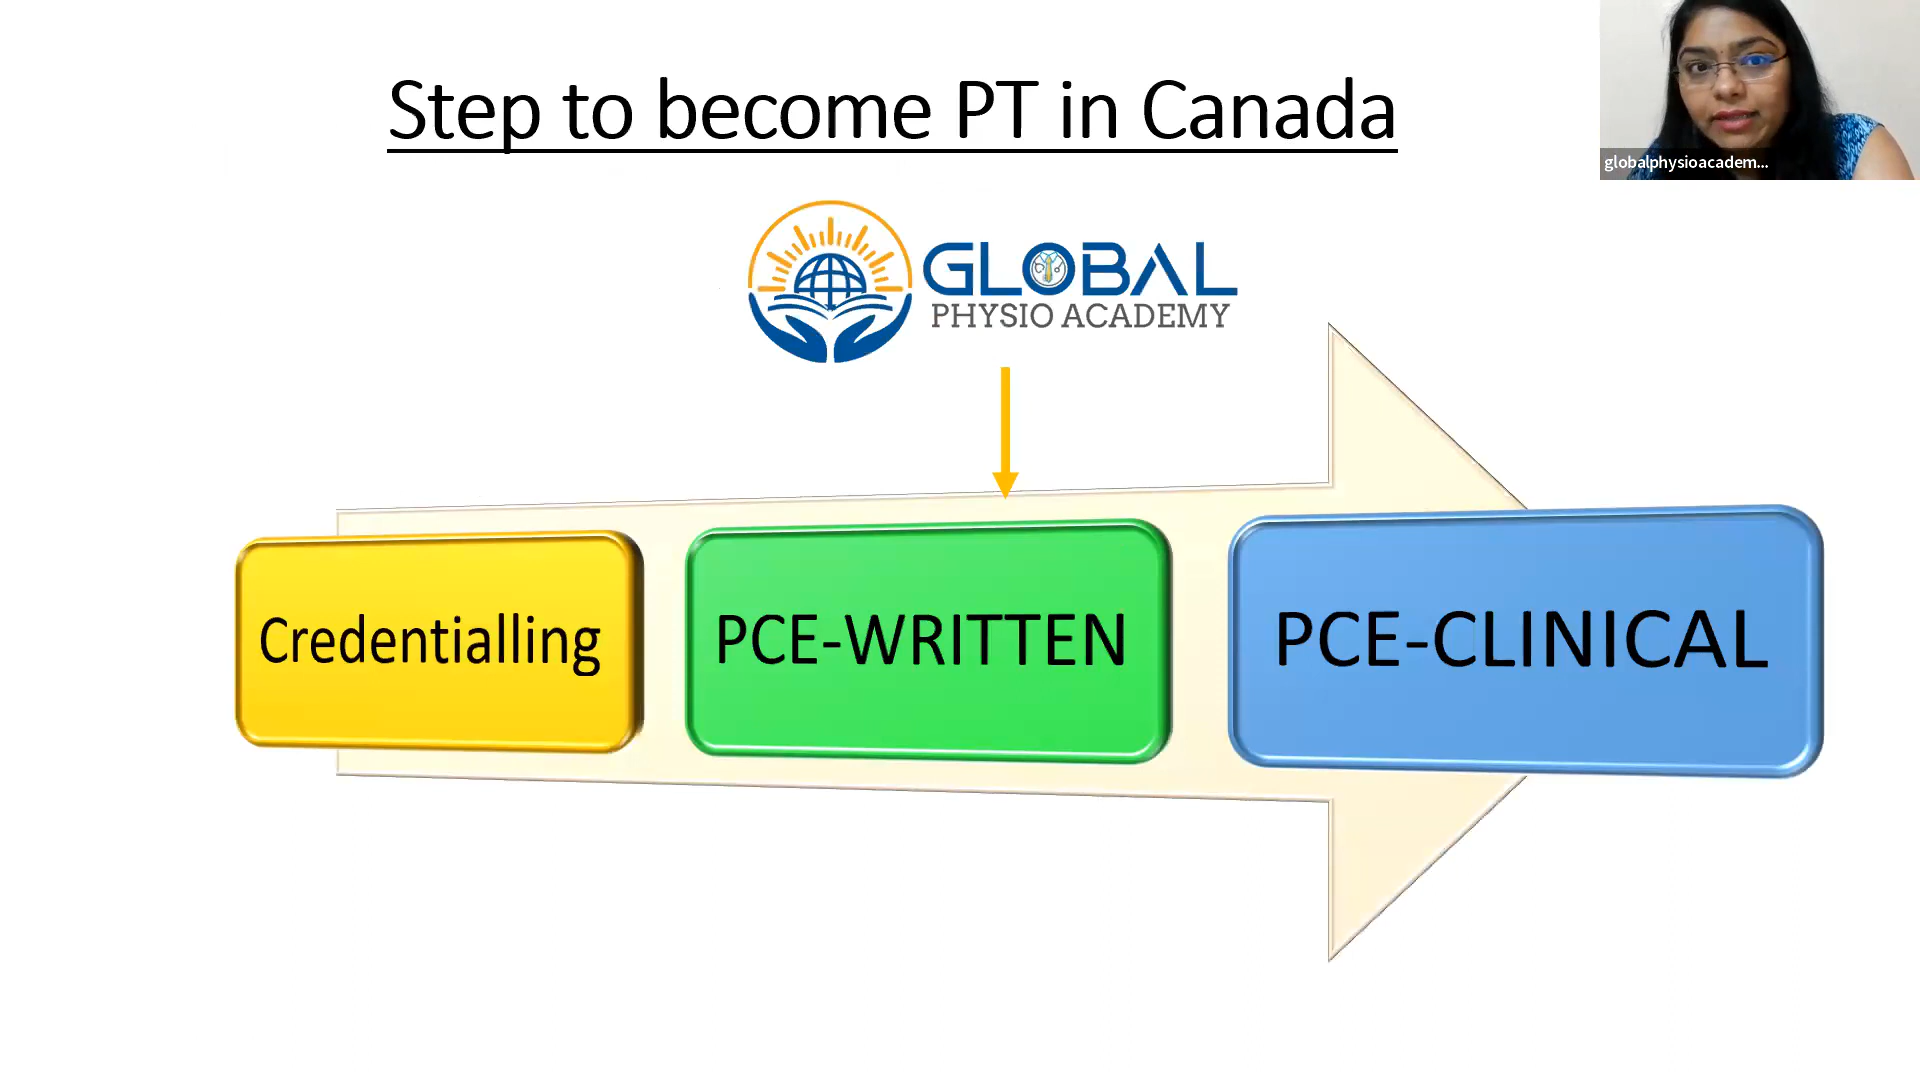 Step to become PT in Canada
globalphysioacadem...
GLOBAL
PHYSIO ACADEMY
Credentialling
PCE-WRITTEN
PCE-CLINICAL